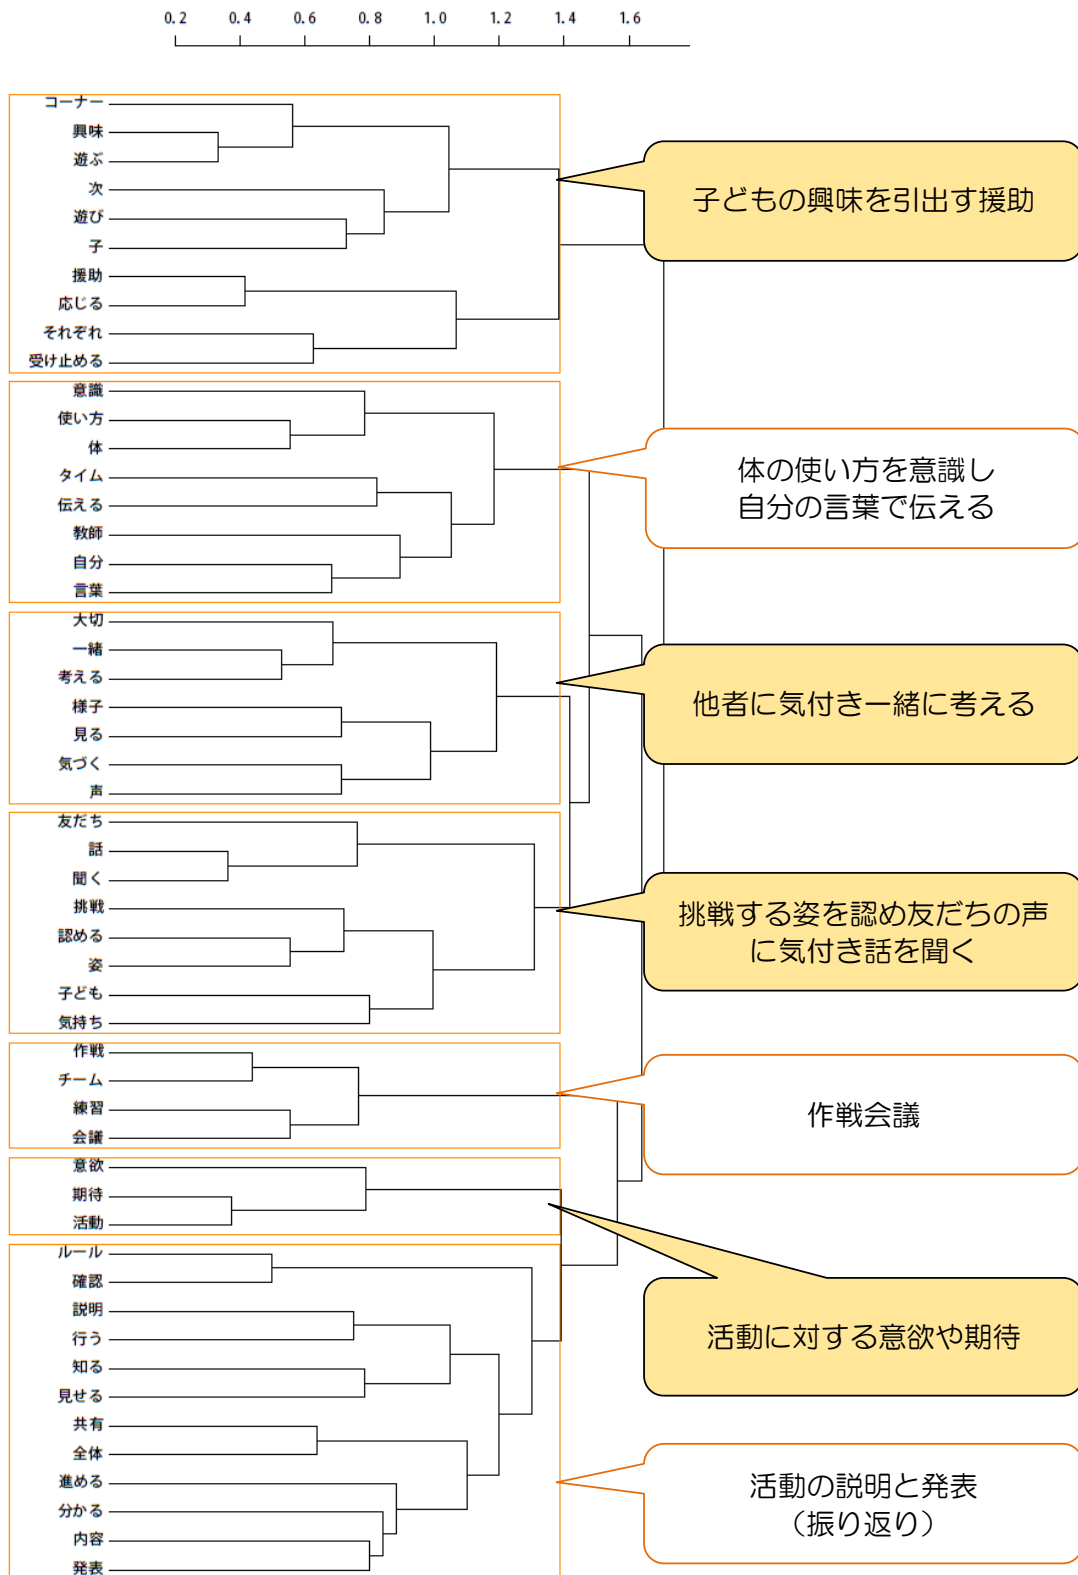 0.2 0.4 0.6 0.8 1.0 1.2 1.4 1.6
コーナー
興味
遊ぶ
次
遊び
子
援助
応じる
それぞれ
受け止める
子どもの興味を引出す援助
意識
使い方
体
タイム
伝える
教師
自分
言葉
体の使い方を意識し
自分の言葉で伝える
大切
一緒
考える
様子
見る
気づく
声
他者に気付き一緒に考える
友だち
話
聞く
挑戦
認める
姿
子ども
気持ち
挑戦する姿を認め友だちの声
に気付き話を聞く
作戦
チーム
練習
会議
作戦会議
意欲
期待
活動
活動に対する意欲や期待
ルール
確認
説明
行う
知る
見せる
共有
全体
進める
分かる
内容
発表
活動の説明と発表
（振り返り）